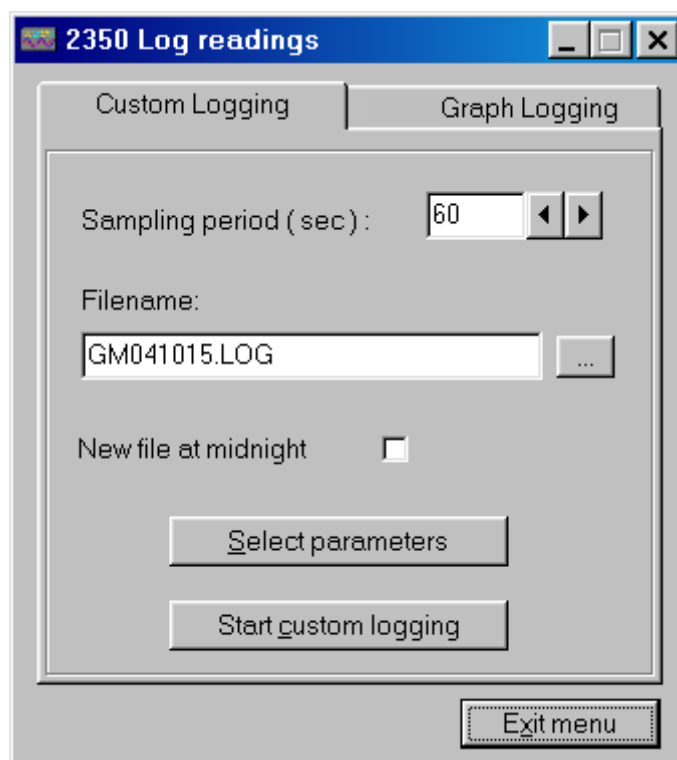 2350 Log readings
Custom Logging
Graph Logging
Sampling period ( sec ) :
60
Filename:
GM041015.LOG
...
New file at midnight
Select parameters
Start custom logging
Exit menu